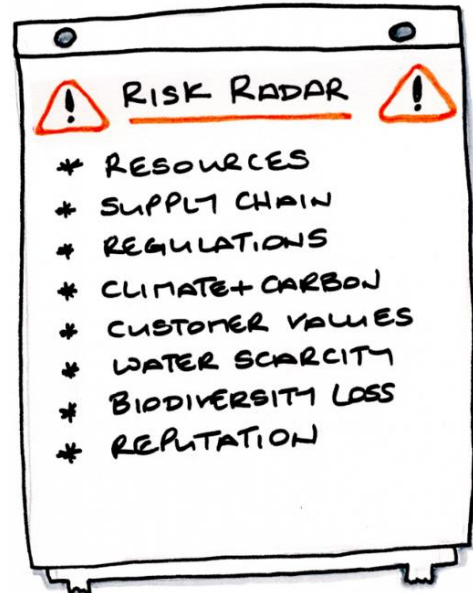 RISK RADAR
* RESOURCES
* SUPPLY CHAIN
* REGULATIONS
* CLIMATE + CARBON
* CUSTOMER VALUES
* WATER SCARCITY
* BIODIVERSITY LOSS
* REPUTATION